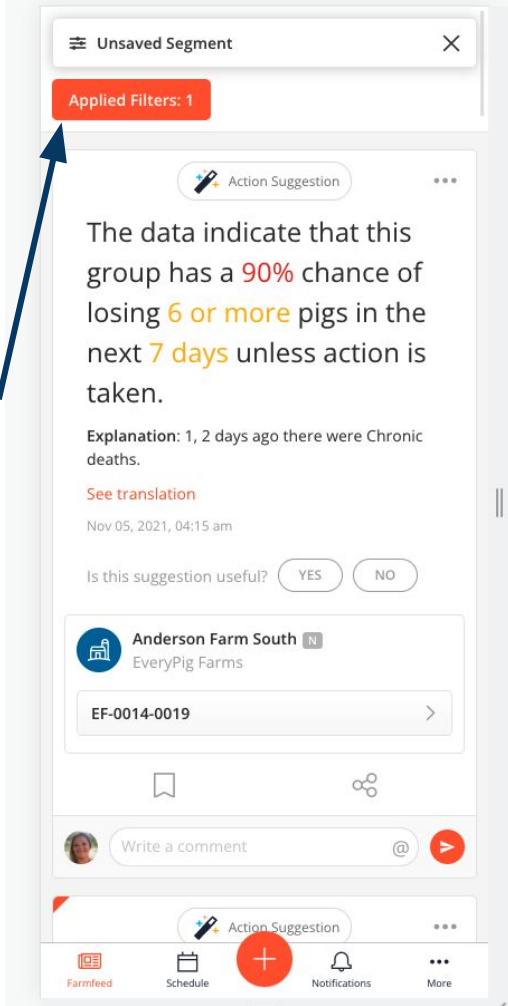 Unsaved Segment
Applied Filters: 1
Action Suggestion
The data indicate that this
group has a 90% chance of
losing 6 or more pigs in the
next 7 days unless action is
taken.
Explanation: 1, 2 days ago there were Chronic
deaths.
See translation
Nov 05, 2021, 04:15 am
Is this suggestion useful? YES NO
Anderson Farm South N
EveryPig Farms
EF-0014-0019
Write a comment @
Action Suggestion
Farmfeed Schedule Notifications More